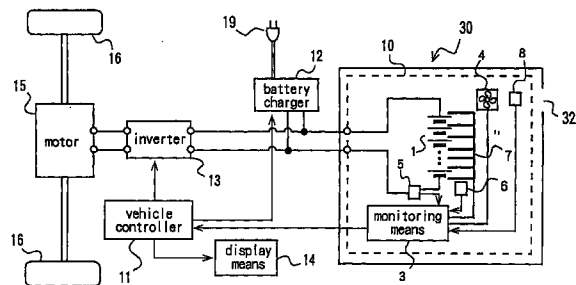 16
19
12
10
30
4
8
15
battery
charger
32
motor
inverter
1
7
13
5
6
vehicle
controller
monitoring
means
16
11
display
means
14
3